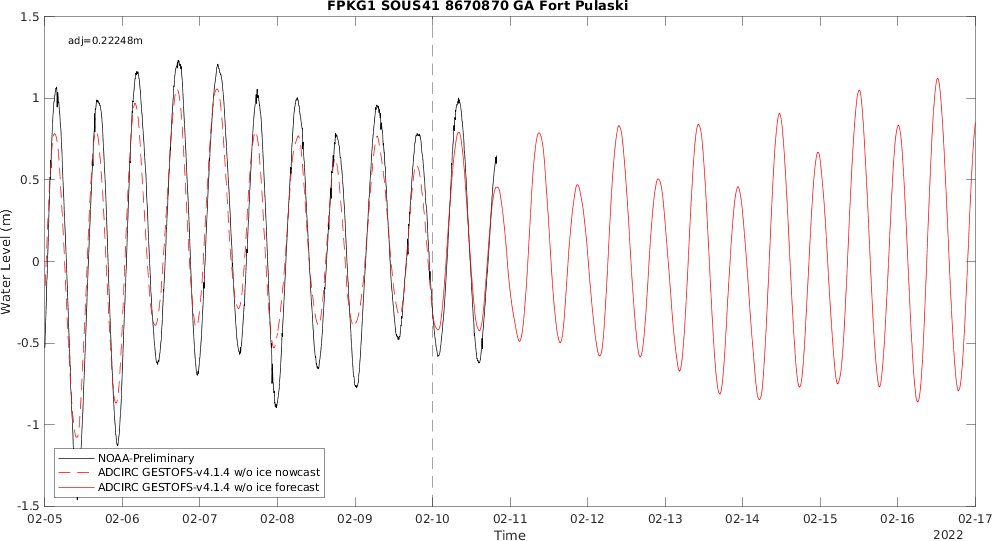 FPKG1 SOUS41 8670870 GA Fort Pulaski
adj=0.22248m
1.5
1
0.5
0
-0.5
-1
-1.5
Water Level (m)
NOAA-Preliminary
ADCIRC GESTOFS-v4.1.4 w/o ice nowcast
ADCIRC GESTOFS-v4.1.4 w/o ice forecast
02-05 02-06 02-07 02-08 02-09 02-10 02-11 02-12 02-13 02-14 02-15 02-16 02-17
Time
2022